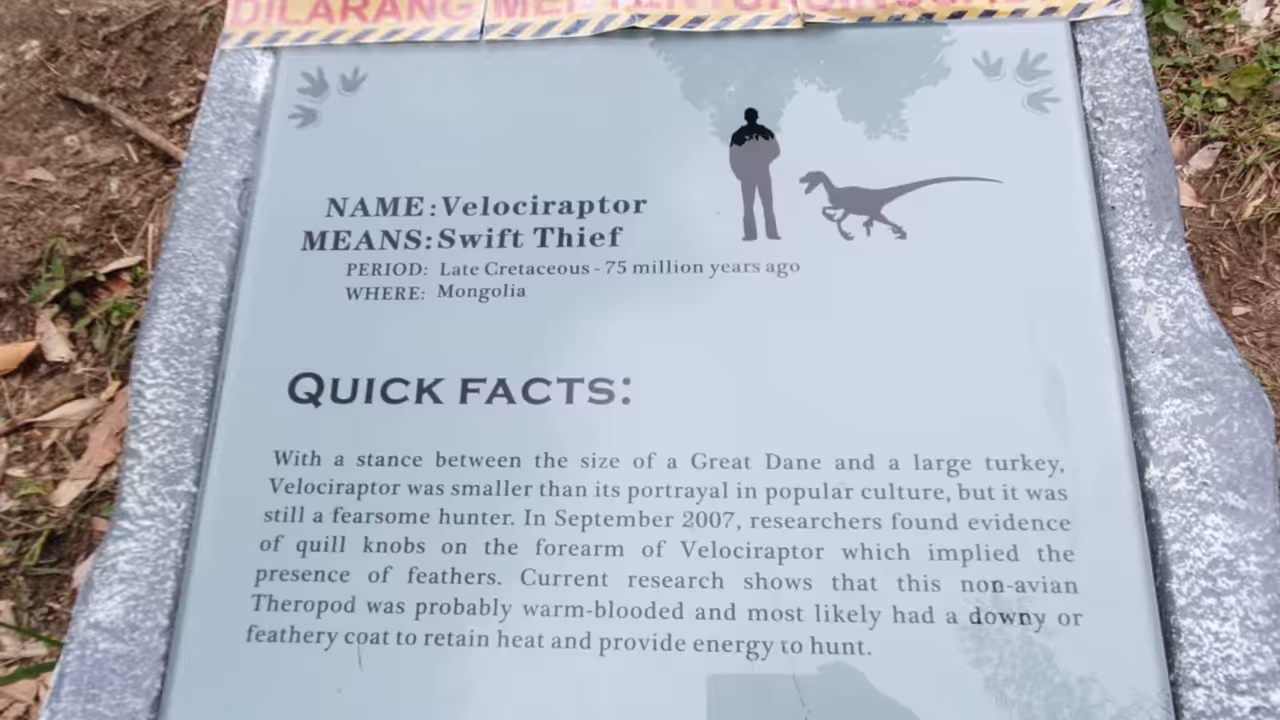 DILARANG
NAME: Velociraptor
MEANS: Swift Thief
PERIOD: Late Cretaceous - 75 million years ago
WHERE: Mongolia
QUICK FACTS:
With a stance between the size of a Great Dane and a large turkey,
Velociraptor was smaller than its portrayal in popular culture, but it was
still a fearsome hunter. In September 2007, researchers found evidence
of quill knobs on the forearm of Velociraptor which implied the
presence of feathers. Current research shows that this non-avian
Theropod was probably warm-blooded and most likely had a downy or
feathery coat to retain heat and provide energy to hunt.